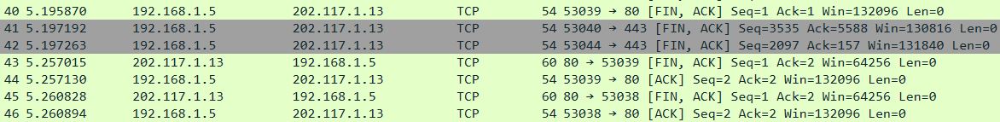 40 5.195870 192.168.1.5 202.117.1.13 TCP 54 53039 → 80 [FIN, ACK] Seq=1 Ack=1 Win=132096 Len=0
41 5.197192 192.168.1.5 202.117.1.13 TCP 54 53040 → 443 [FIN, ACK] Seq=3535 Ack=5588 Win=130816 Len=0
42 5.197263 192.168.1.5 202.117.1.13 TCP 54 53044 → 443 [FIN, ACK] Seq=2097 Ack=157 Win=131840 Len=0
43 5.257015 202.117.1.13 192.168.1.5 TCP 60 80 → 53039 [FIN, ACK] Seq=1 Ack=2 Win=64256 Len=0
44 5.257130 192.168.1.5 202.117.1.13 TCP 54 53039 → 80 [ACK] Seq=2 Ack=2 Win=132096 Len=0
45 5.260828 202.117.1.13 192.168.1.5 TCP 60 80 → 53038 [FIN, ACK] Seq=1 Ack=2 Win=64256 Len=0
46 5.260894 192.168.1.5 202.117.1.13 TCP 54 53038 → 80 [ACK] Seq=2 Ack=2 Win=132096 Len=0